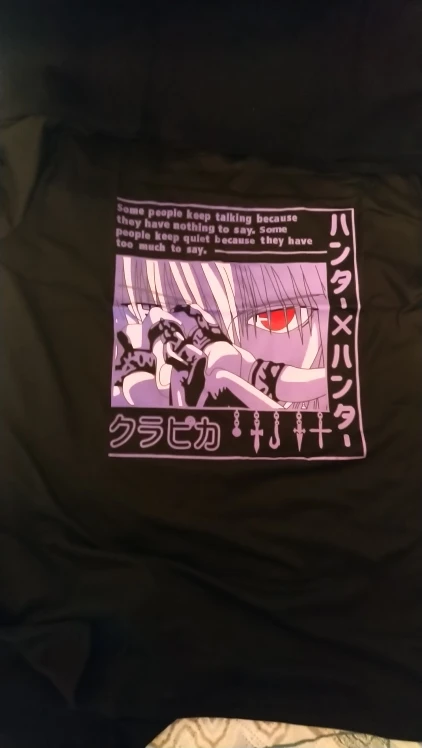 Some people keep talking because
they have nothing to say. Some
people keep quiet because they have
too much to say.
ハンター×ハンター
クラピカ